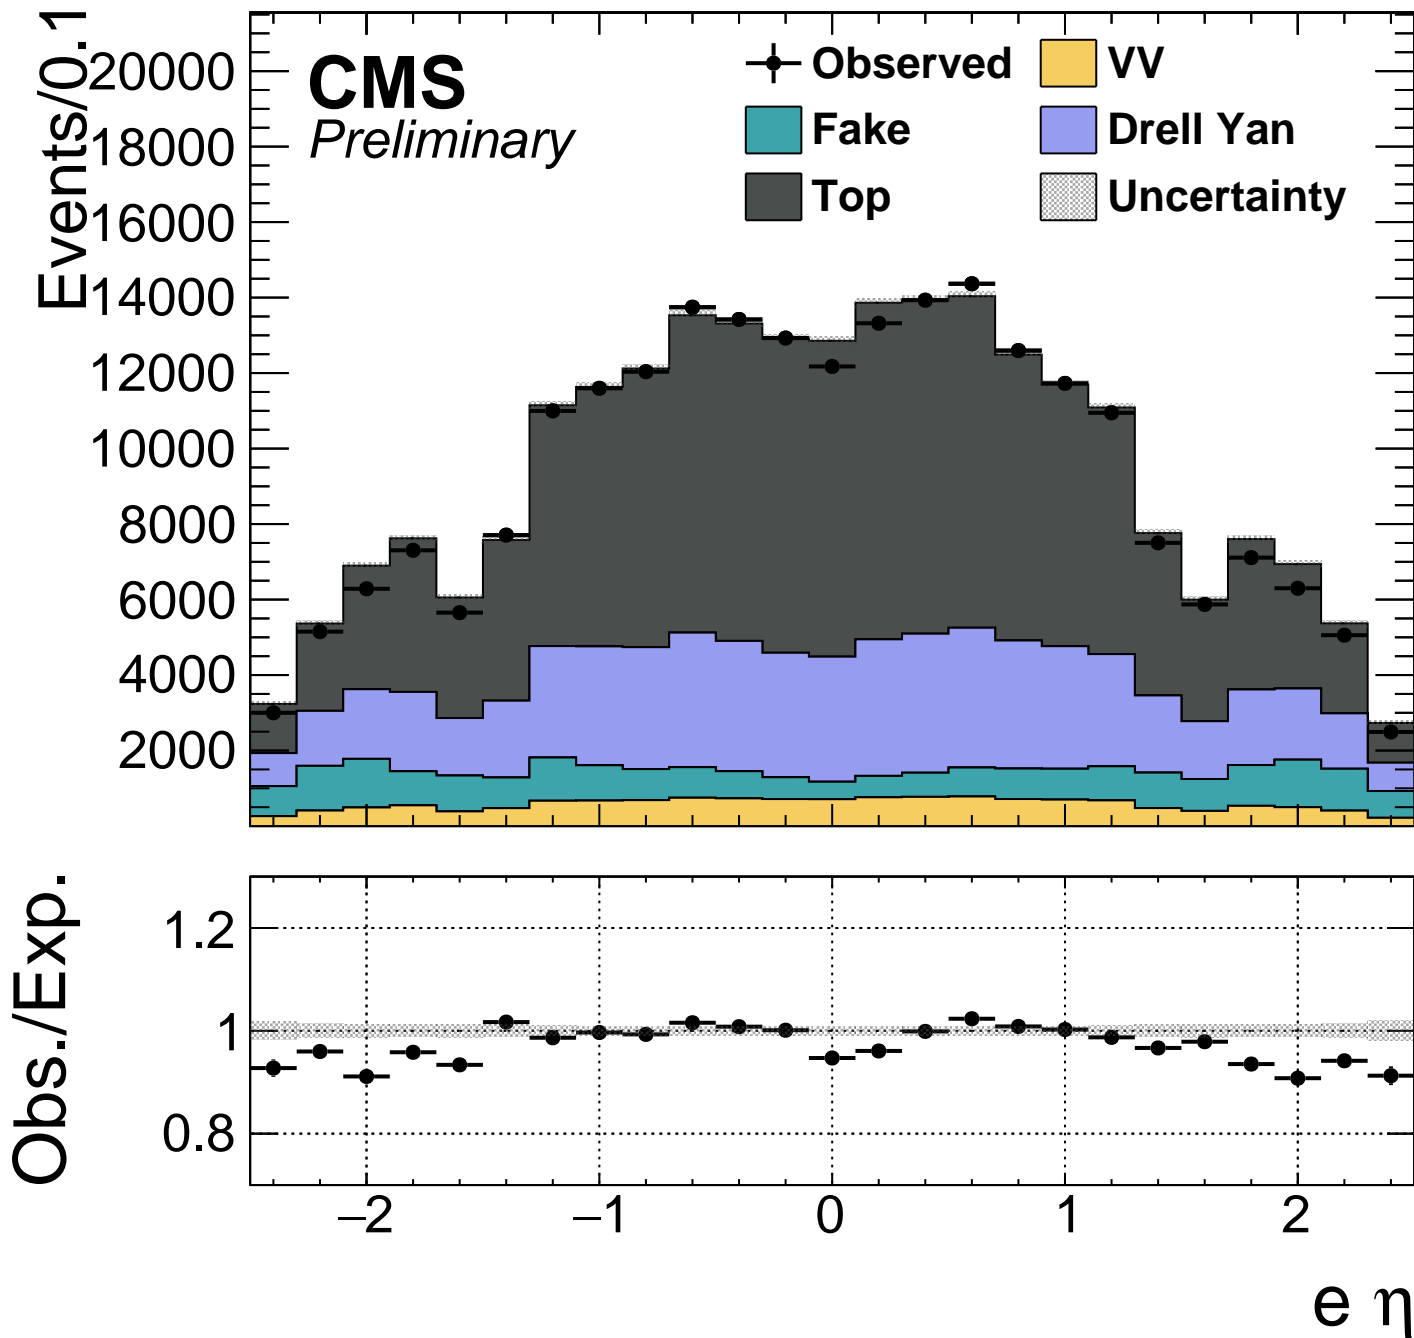 Events/0.1
20000
18000
16000
14000
12000
10000
8000
6000
4000
2000
CMS
Preliminary
Observed
VV
Fake
Drell Yan
Top
Uncertainty
Obs./Exp.
1.2
1
0.8
−2
−1
0
1
2
e η